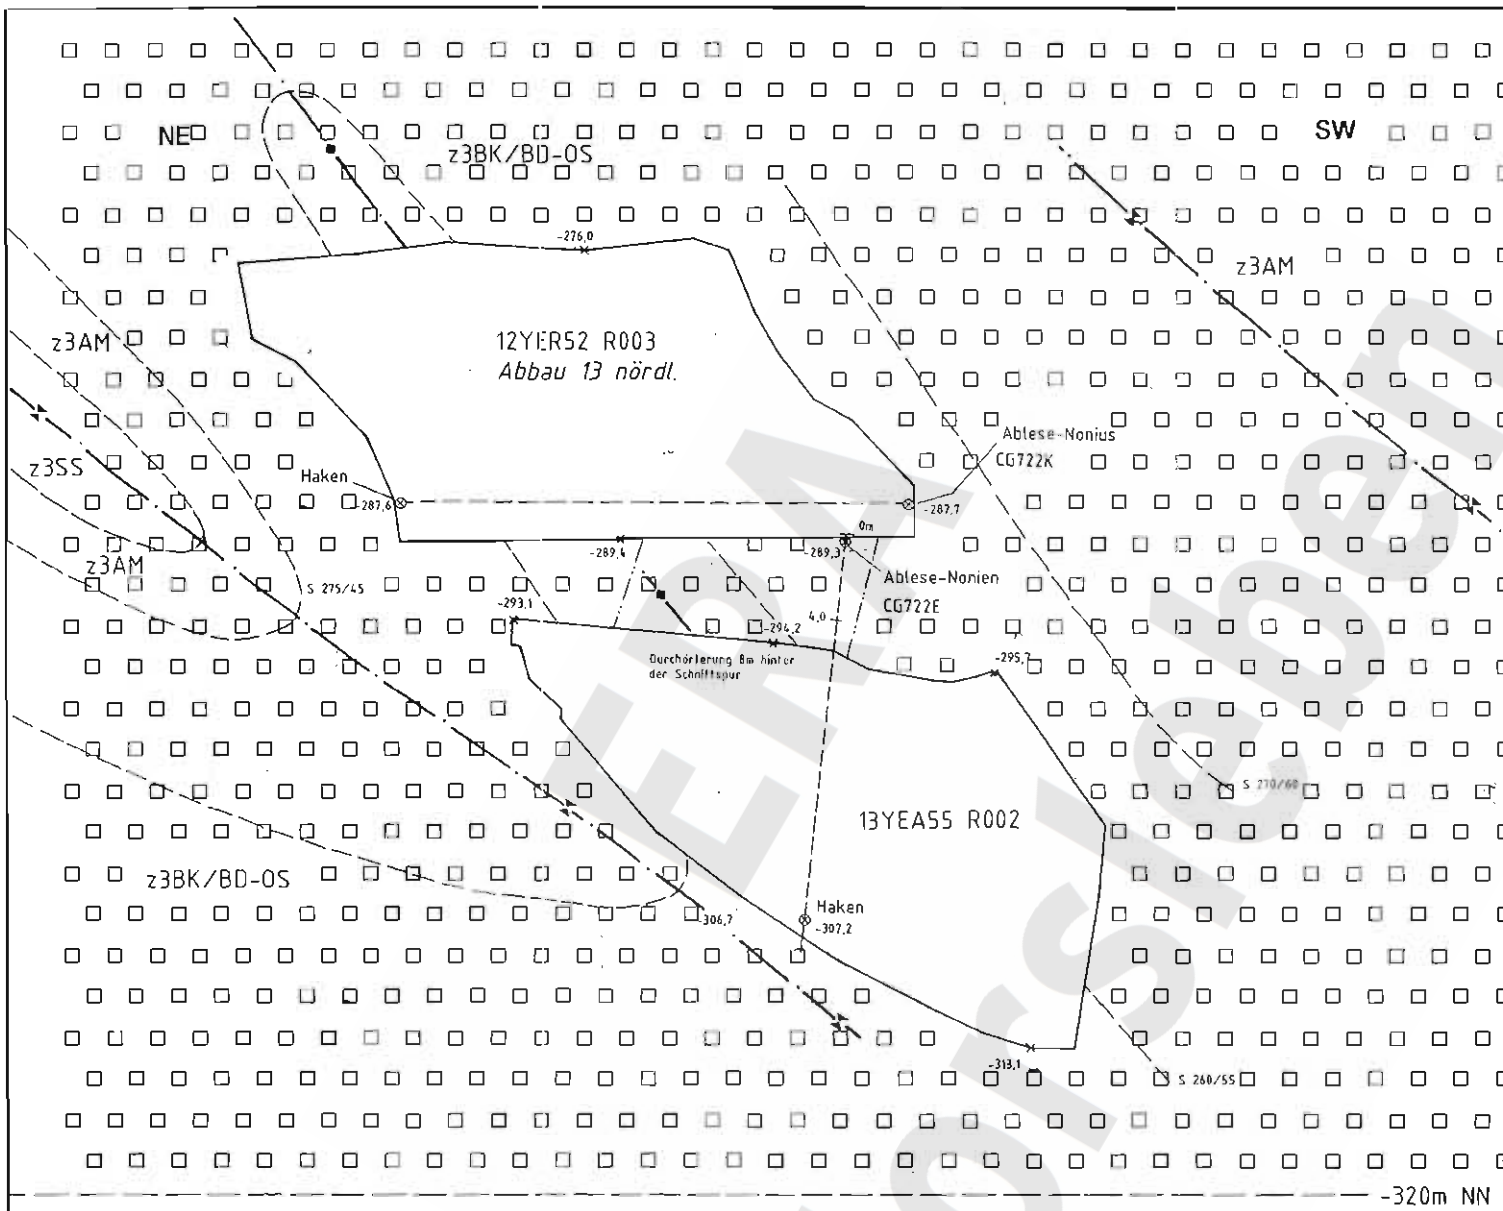 NE
SW
z3BK/BD-OS
-276,0
z3AM
12YER52 R003
Abbau 13 nördl.
z3AM
Ablese-Nonius
CG722K
z3SS
Haken
-287,6
-287,7
0m
-289,4
-289,3
z3AM
Ablese-Nonien
CG722E
S 275/45
-293,1
4,0
-294,2
Durchörterung 8m hinter
der Schnittspur
-295,7
S 270/60
13YEA55 R002
z3BK/BD-OS
Haken
-306,7
-307,2
-313,1
S 260/55
-320m NN
ERA
orsleben